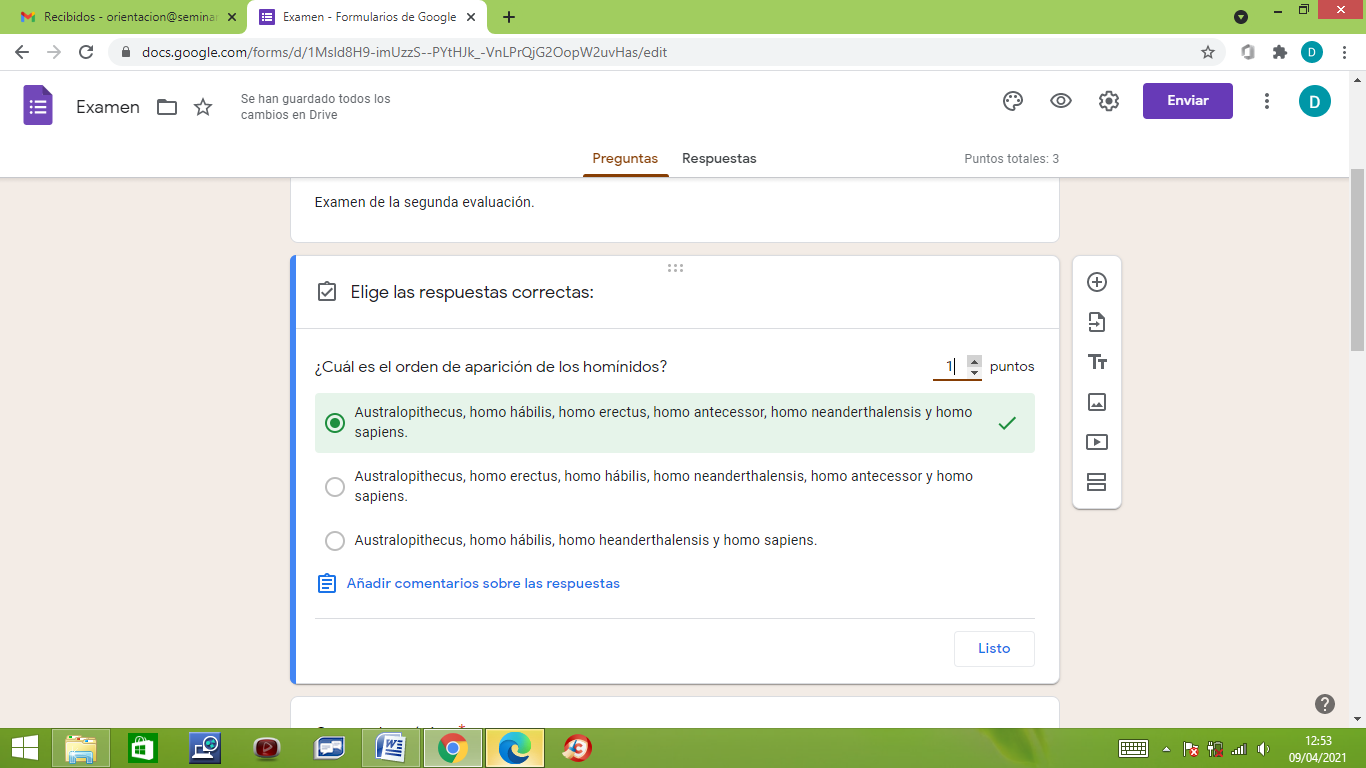 Recibidos - orientacion@seminar
Examen - Formularios de Google
docs.google.com/forms/d/1Msld8H9-imUzzS--PYtHJk_-VnLPrQjG2OopW2uvHas/edit
D
Examen
Se han guardado todos los
cambios en Drive
Enviar
D
Preguntas
Respuestas
Puntos totales: 3
Examen de la segunda evaluación.
Elige las respuestas correctas:
¿Cuál es el orden de aparición de los homínidos?
1
puntos
Australopithecus, homo hábilis, homo erectus, homo antecessor, homo neanderthalensis y homo
sapiens.
Australopithecus, homo erectus, homo hábilis, homo neanderthalensis, homo antecessor y homo
sapiens.
Australopithecus, homo hábilis, homo heanderthalensis y homo sapiens.
Añadir comentarios sobre las respuestas
Listo
12:53
09/04/2021